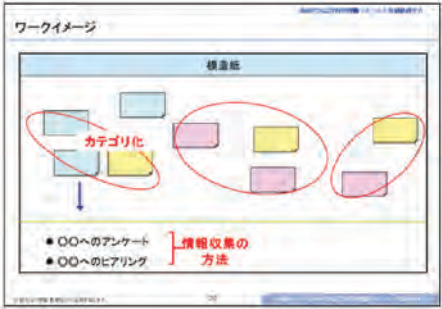 ワークイメージ
模造紙
カテゴリ化
● 〇〇へのアンケート
● 〇〇へのヒアリング
情報収集の
方法